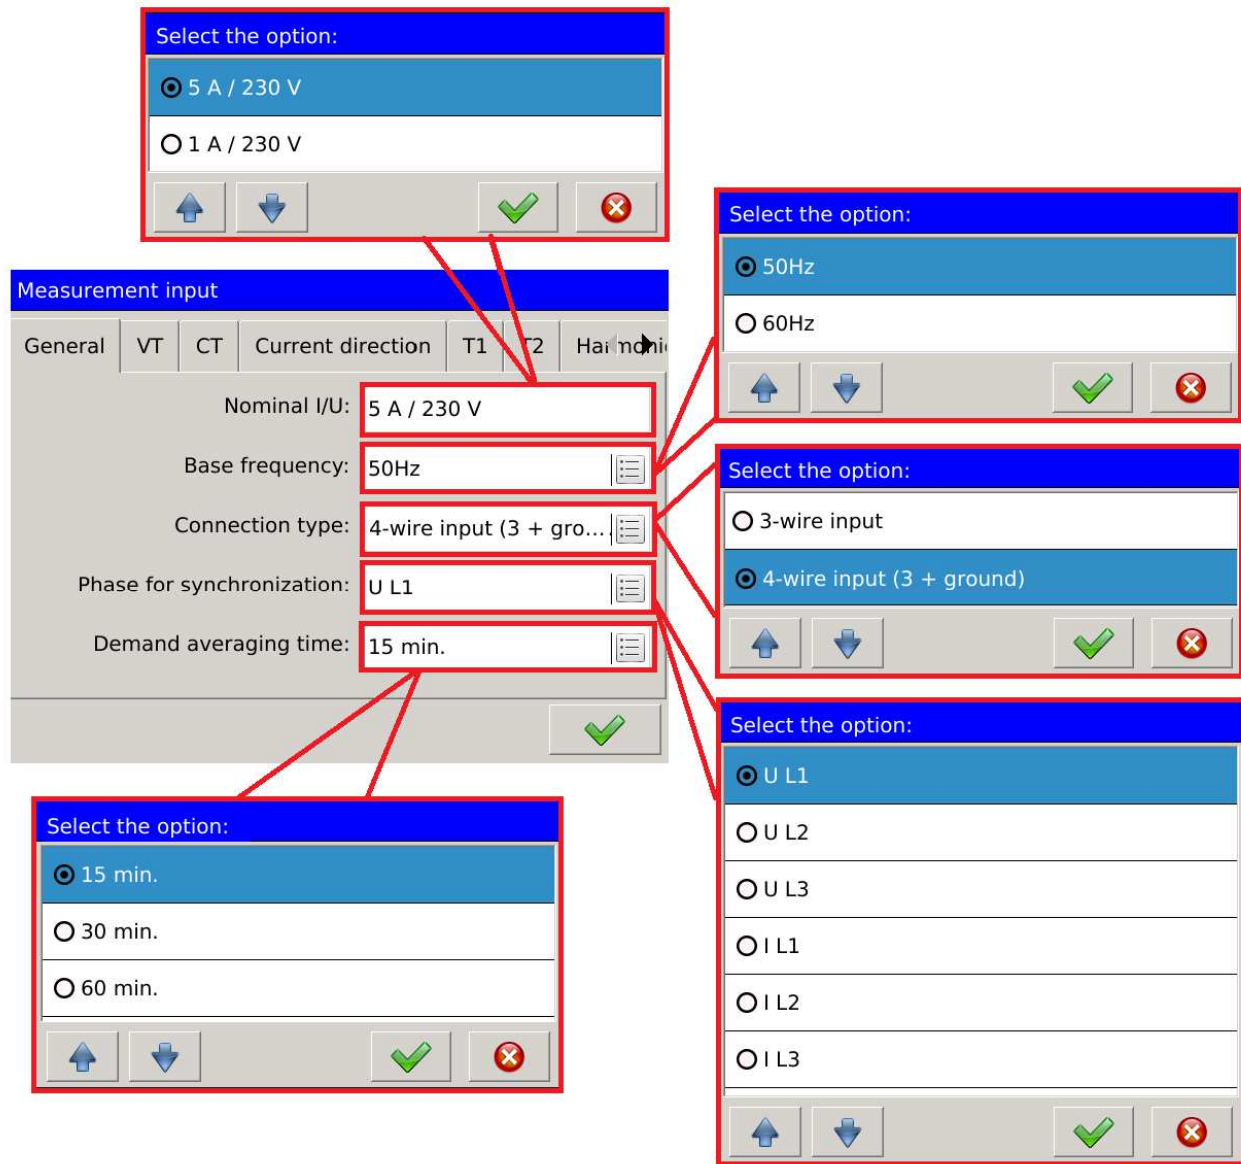 Select the option:
5 A / 230 V
1 A / 230 V
Measurement input
General VT CT Current direction T1 T2 Harmoni
Nominal I/U: 5 A / 230 V
Base frequency: 50Hz
Connection type: 4-wire input (3 + gro...
Phase for synchronization: U L1
Demand averaging time: 15 min.
Select the option:
50Hz
60Hz
Select the option:
3-wire input
4-wire input (3 + ground)
Select the option:
U L1
U L2
U L3
I L1
I L2
I L3
Select the option:
15 min.
30 min.
60 min.